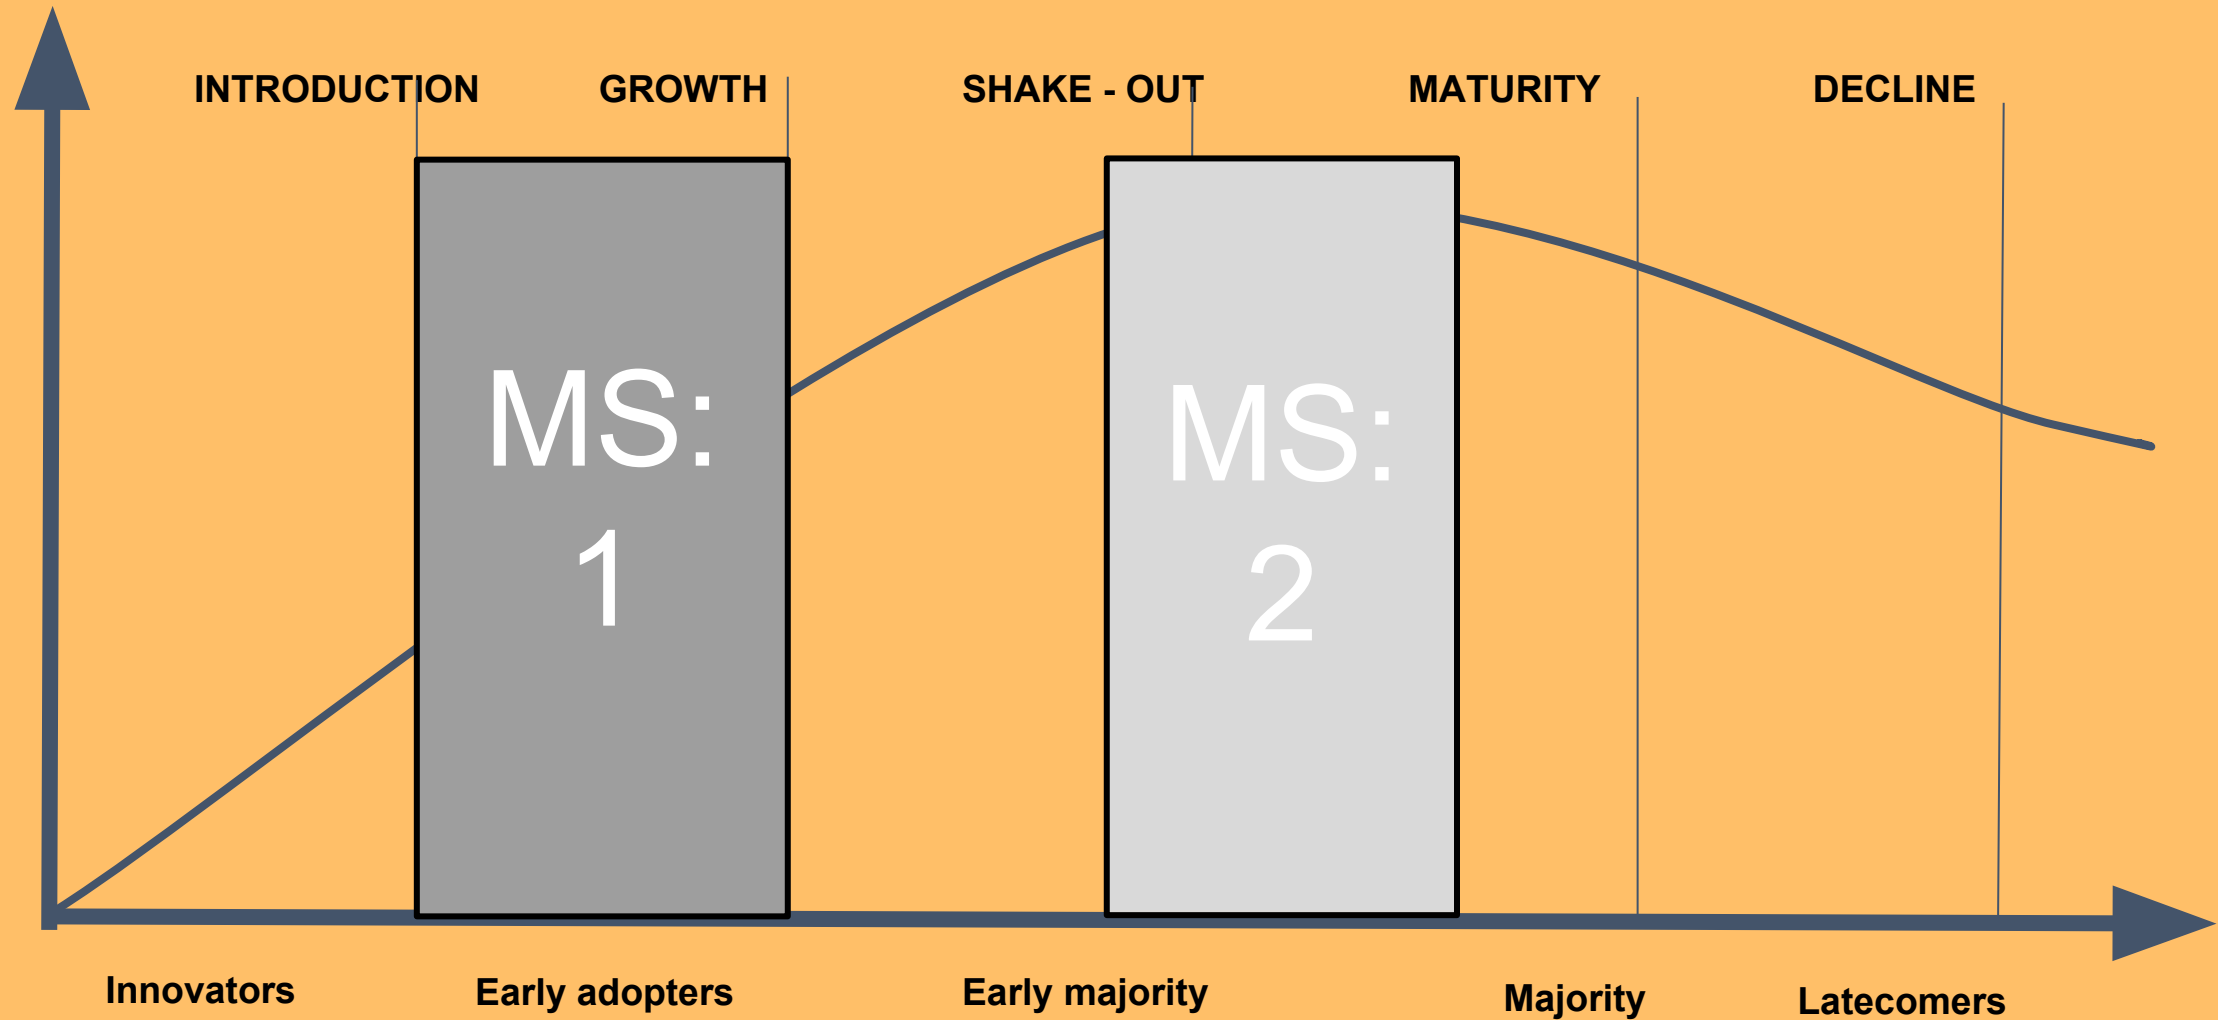 INTRODUCTION GROWTH SHAKE - OUT MATURITY DECLINE
MS:
1
MS:
2
Innovators Early adopters Early majority Majority Latecomers